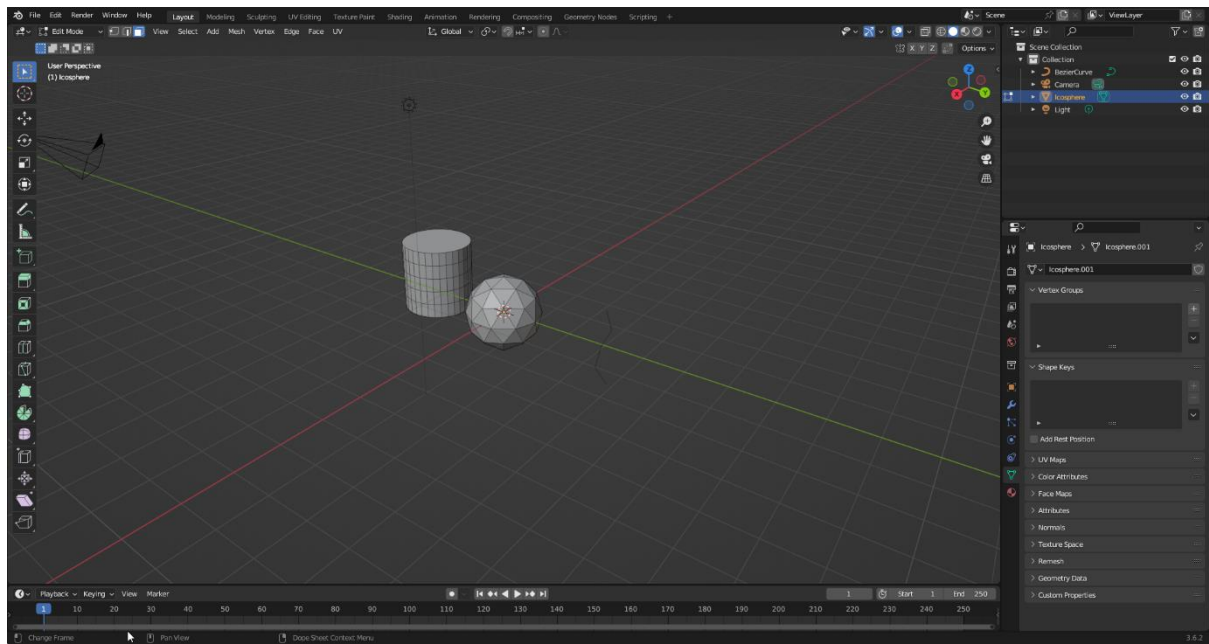 File Edit Render Window Help Layout Modeling Sculpting UV Editing Texture Paint Shading Animation Rendering Compositing Geometry Nodes Scripting + Scene ViewLayer
Edit Mode View Select Add Mesh Vertex Edge Face UV Global
X Y Z Options
User Perspective
(1) Icosphere
Z
Y
X
Scene Collection
Collection
BezierCurve
Camera
Icosphere
Light
Icosphere > Icosphere.001
Icosphere.001
Vertex Groups
Shape Keys
Add Rest Position
UV Maps
Color Attributes
Face Maps
Attributes
Normals
Texture Space
Remesh
Geometry Data
Custom Properties
Playback Keying View Marker 1 Start 1 End 250
1 10 20 30 40 50 60 70 80 90 100 110 120 130 140 150 160 170 180 190 200 210 220 230 240 250
Change Frame Pan View Dope Sheet Context Menu 3.6.2